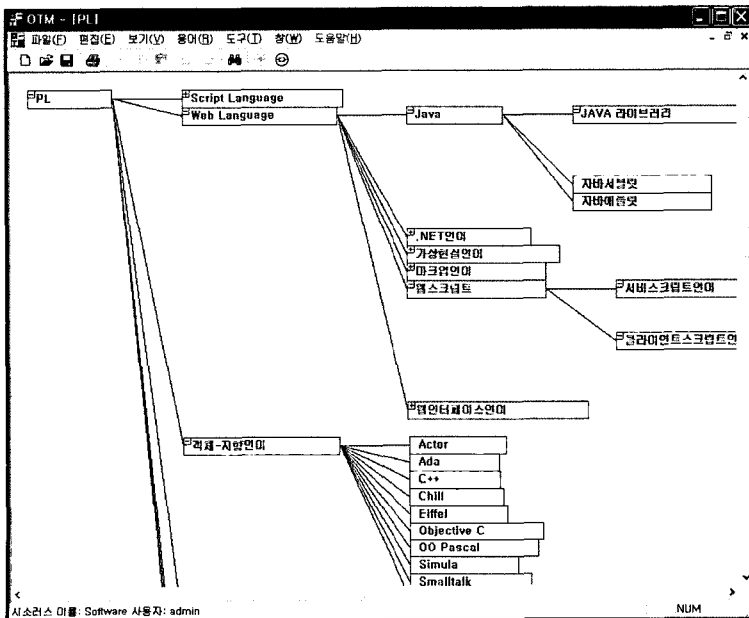 OTM - [PL]
파일(F) 편집(E) 보기(V) 용어(R) 도구(T) 창(W) 도움말(H)
PL
Script Language
Web Language
Java
JAVA 라이브러리
자바서블릿
자바애플릿
.NET언어
가상현실언어
마크업언어
웹스크립트
서버스크립트언어
클라이언트스크립트언
웹인터페이스언어
객체-지향언어
Actor
Ada
C++
Chill
Eiffel
Objective C
OO Pascal
Simula
Smalltalk
시소러스 이름: Software 사용자: admin
NUM